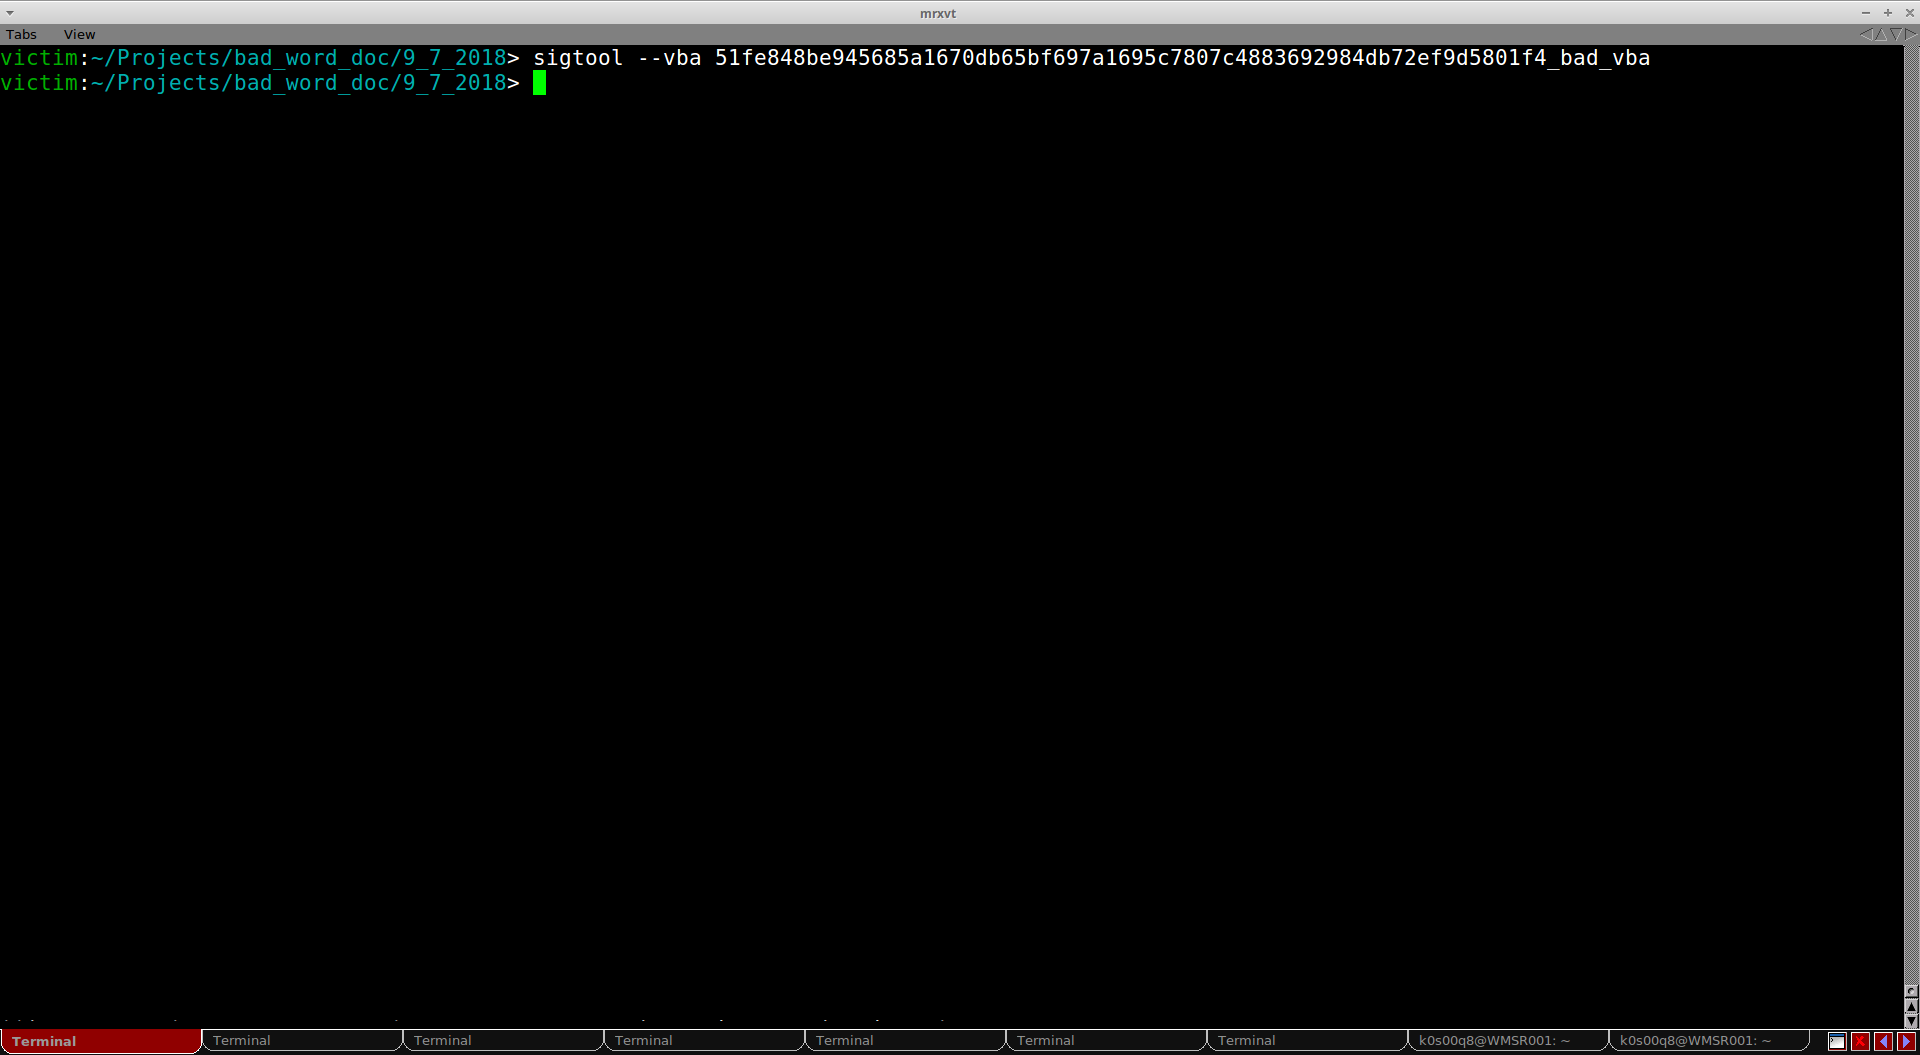 mrxvt
Tabs View
victim:~/Projects/bad_word_doc/9_7_2018> sigtool --vba 51fe848be945685a1670db65bf697a1695c7807c4883692984db72ef9d5801f4_bad_vba
victim:~/Projects/bad_word_doc/9_7_2018>
Terminal Terminal Terminal Terminal Terminal Terminal Terminal k0s00q8@WMSR001: ~ k0s00q8@WMSR001: ~